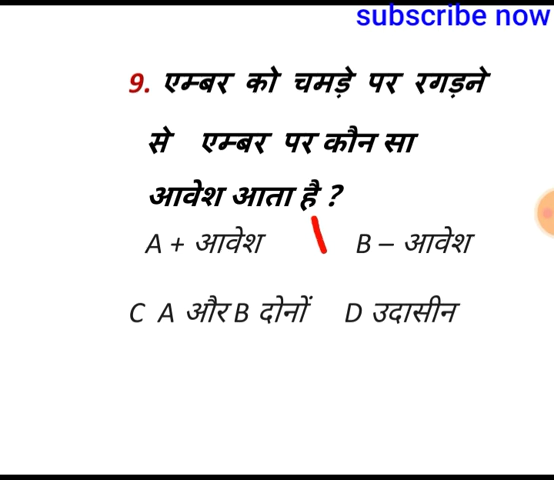 subscribe now
9. एम्बर को चमड़े पर रगड़ने
से एम्बर पर कौन सा
आवेश आता है ?
A + आवेश B – आवेश
C A और B दोनों D उदासीन